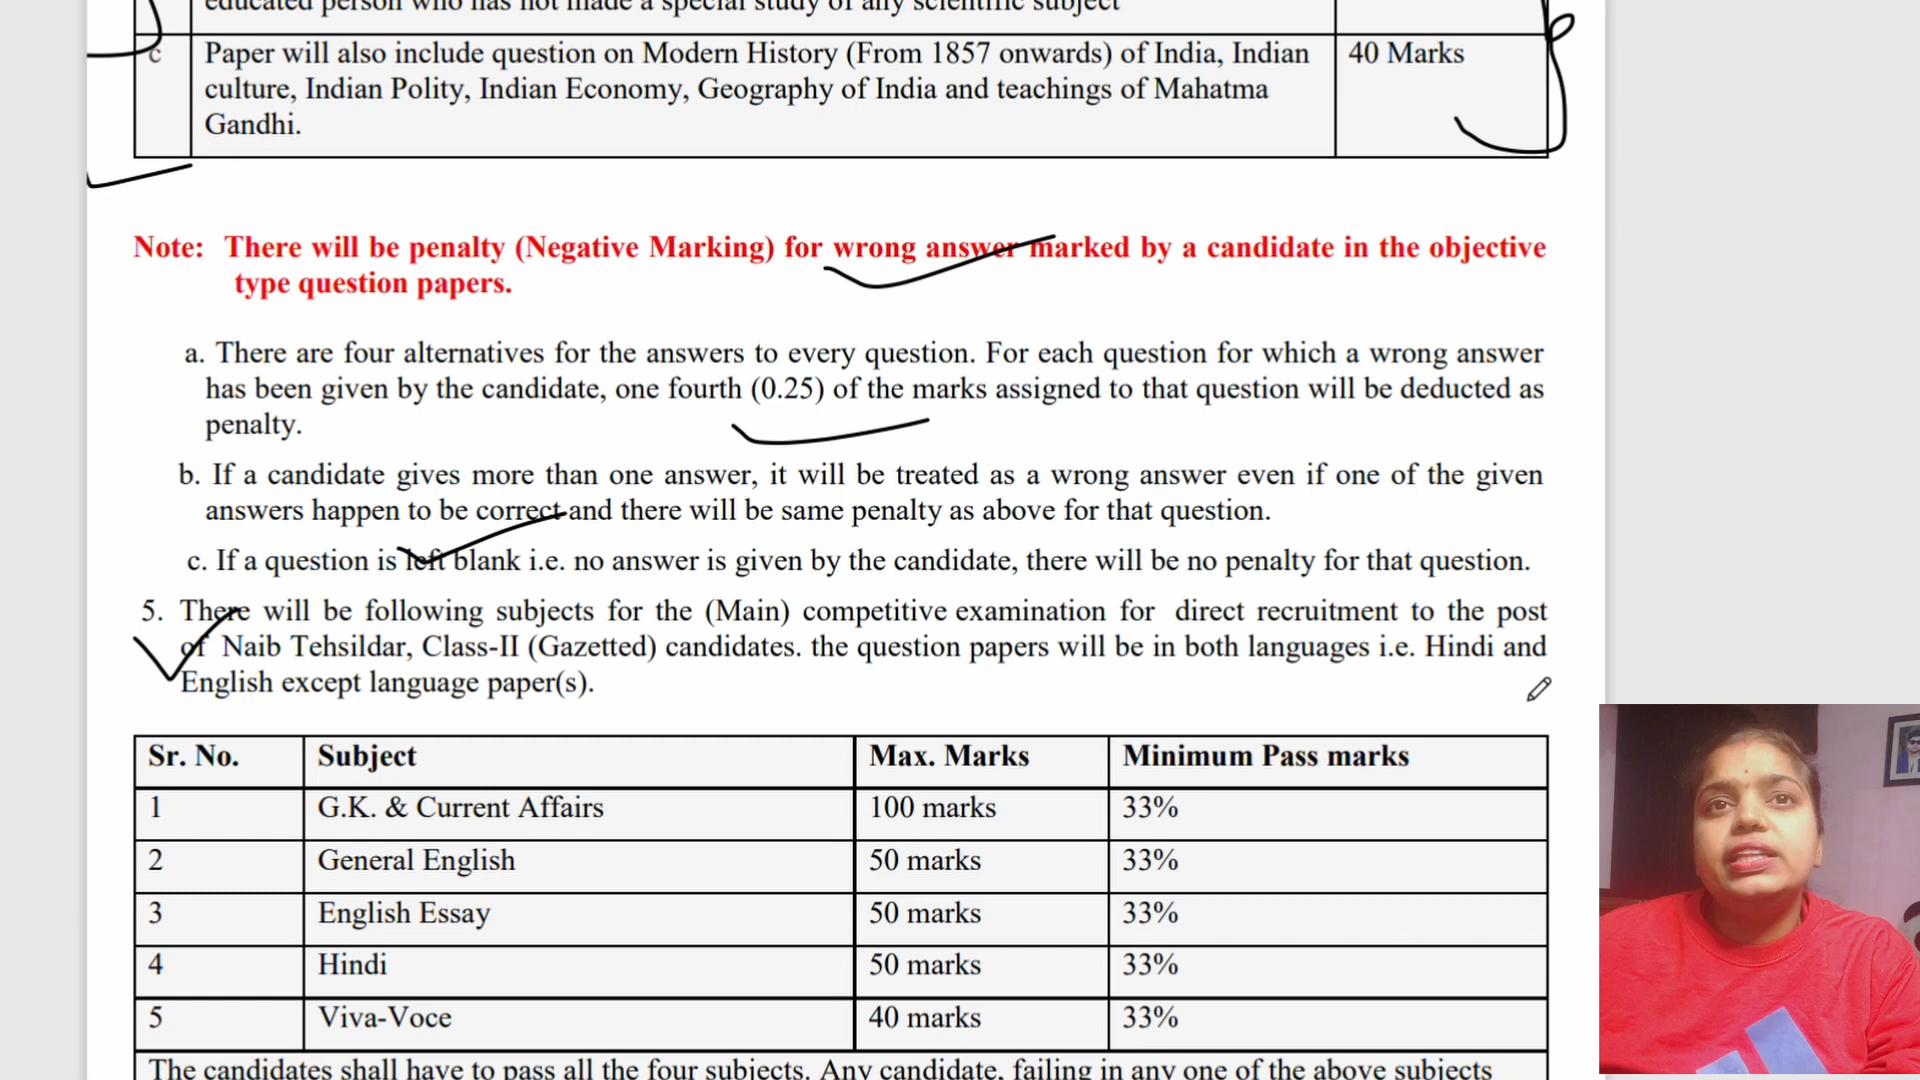 educated person who has not made a special study of any scientific subject
c Paper will also include question on Modern History (From 1857 onwards) of India, Indian 40 Marks
culture, Indian Polity, Indian Economy, Geography of India and teachings of Mahatma
Gandhi.
Note: There will be penalty (Negative Marking) for wrong answer marked by a candidate in the objective
type question papers.
a. There are four alternatives for the answers to every question. For each question for which a wrong answer
has been given by the candidate, one fourth (0.25) of the marks assigned to that question will be deducted as
penalty.
b. If a candidate gives more than one answer, it will be treated as a wrong answer even if one of the given
answers happen to be correct and there will be same penalty as above for that question.
c. If a question is left blank i.e. no answer is given by the candidate, there will be no penalty for that question.
5. There will be following subjects for the (Main) competitive examination for direct recruitment to the post
of Naib Tehsildar, Class-II (Gazetted) candidates. the question papers will be in both languages i.e. Hindi and
English except language paper(s).
Sr. No. Subject Max. Marks Minimum Pass marks
1 G.K. & Current Affairs 100 marks 33%
2 General English 50 marks 33%
3 English Essay 50 marks 33%
4 Hindi 50 marks 33%
5 Viva-Voce 40 marks 33%
The candidates shall have to pass all the four subjects. Any candidate, failing in any one of the above subjects